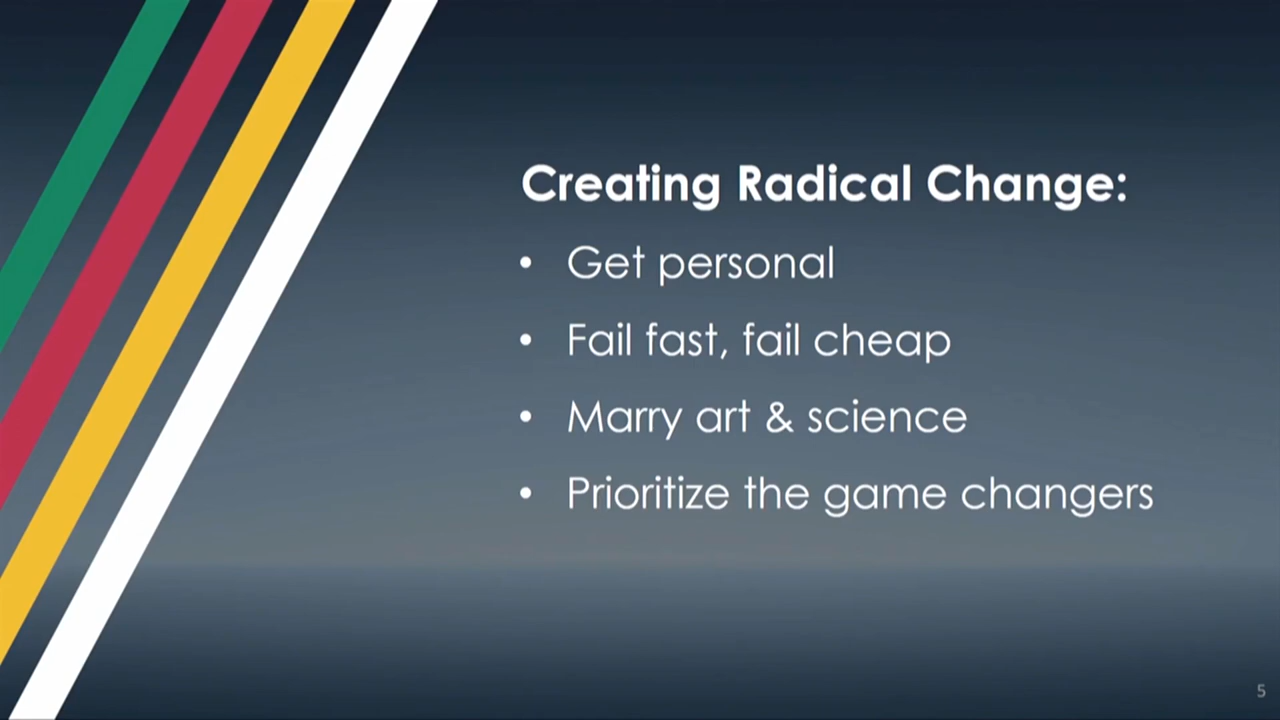 Creating Radical Change:
• Get personal
• Fail fast, fail cheap
• Marry art & science
• Prioritize the game changers
5